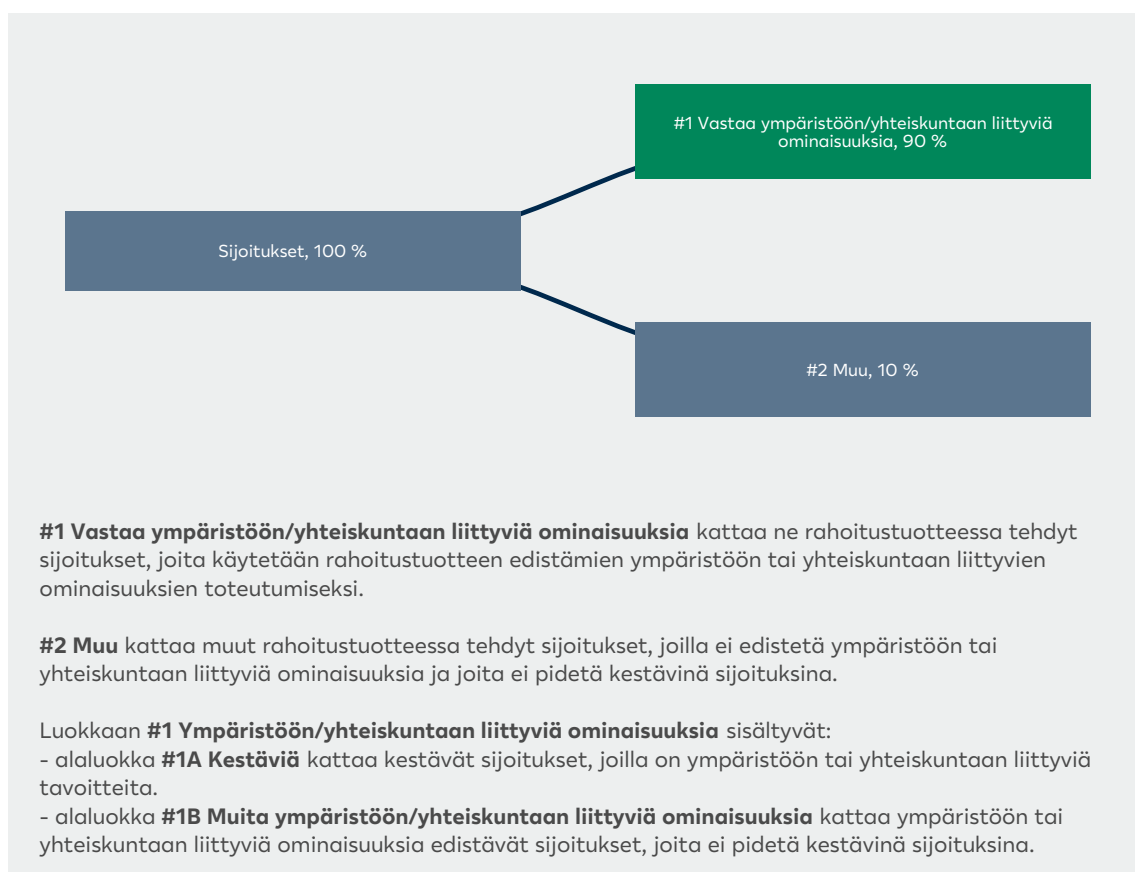 #1 Vastaa ympäristöön/yhteiskuntaan liittyviä
ominaisuuksia, 90 %
Sijoitukset, 100 %
#2 Muu, 10 %
#1 Vastaa ympäristöön/yhteiskuntaan liittyviä ominaisuuksia kattaa ne rahoitustuotteessa tehdyt
sijoitukset, joita käytetään rahoitustuotteen edistämien ympäristöön tai yhteiskuntaan liittyvien
ominaisuuksien toteutumiseksi.
#2 Muu kattaa muut rahoitustuotteessa tehdyt sijoitukset, joilla ei edistetä ympäristöön tai
yhteiskuntaan liittyviä ominaisuuksia ja joita ei pidetä kestävinä sijoituksina.
Luokkaan #1 Ympäristöön/yhteiskuntaan liittyviä ominaisuuksia sisältyvät:
- alaluokka #1A Kestäviä kattaa kestävät sijoitukset, joilla on ympäristöön tai yhteiskuntaan liittyviä
tavoitteita.
- alaluokka #1B Muita ympäristöön/yhteiskuntaan liittyviä ominaisuuksia kattaa ympäristöön tai
yhteiskuntaan liittyviä ominaisuuksia edistävät sijoitukset, joita ei pidetä kestävinä sijoituksina.